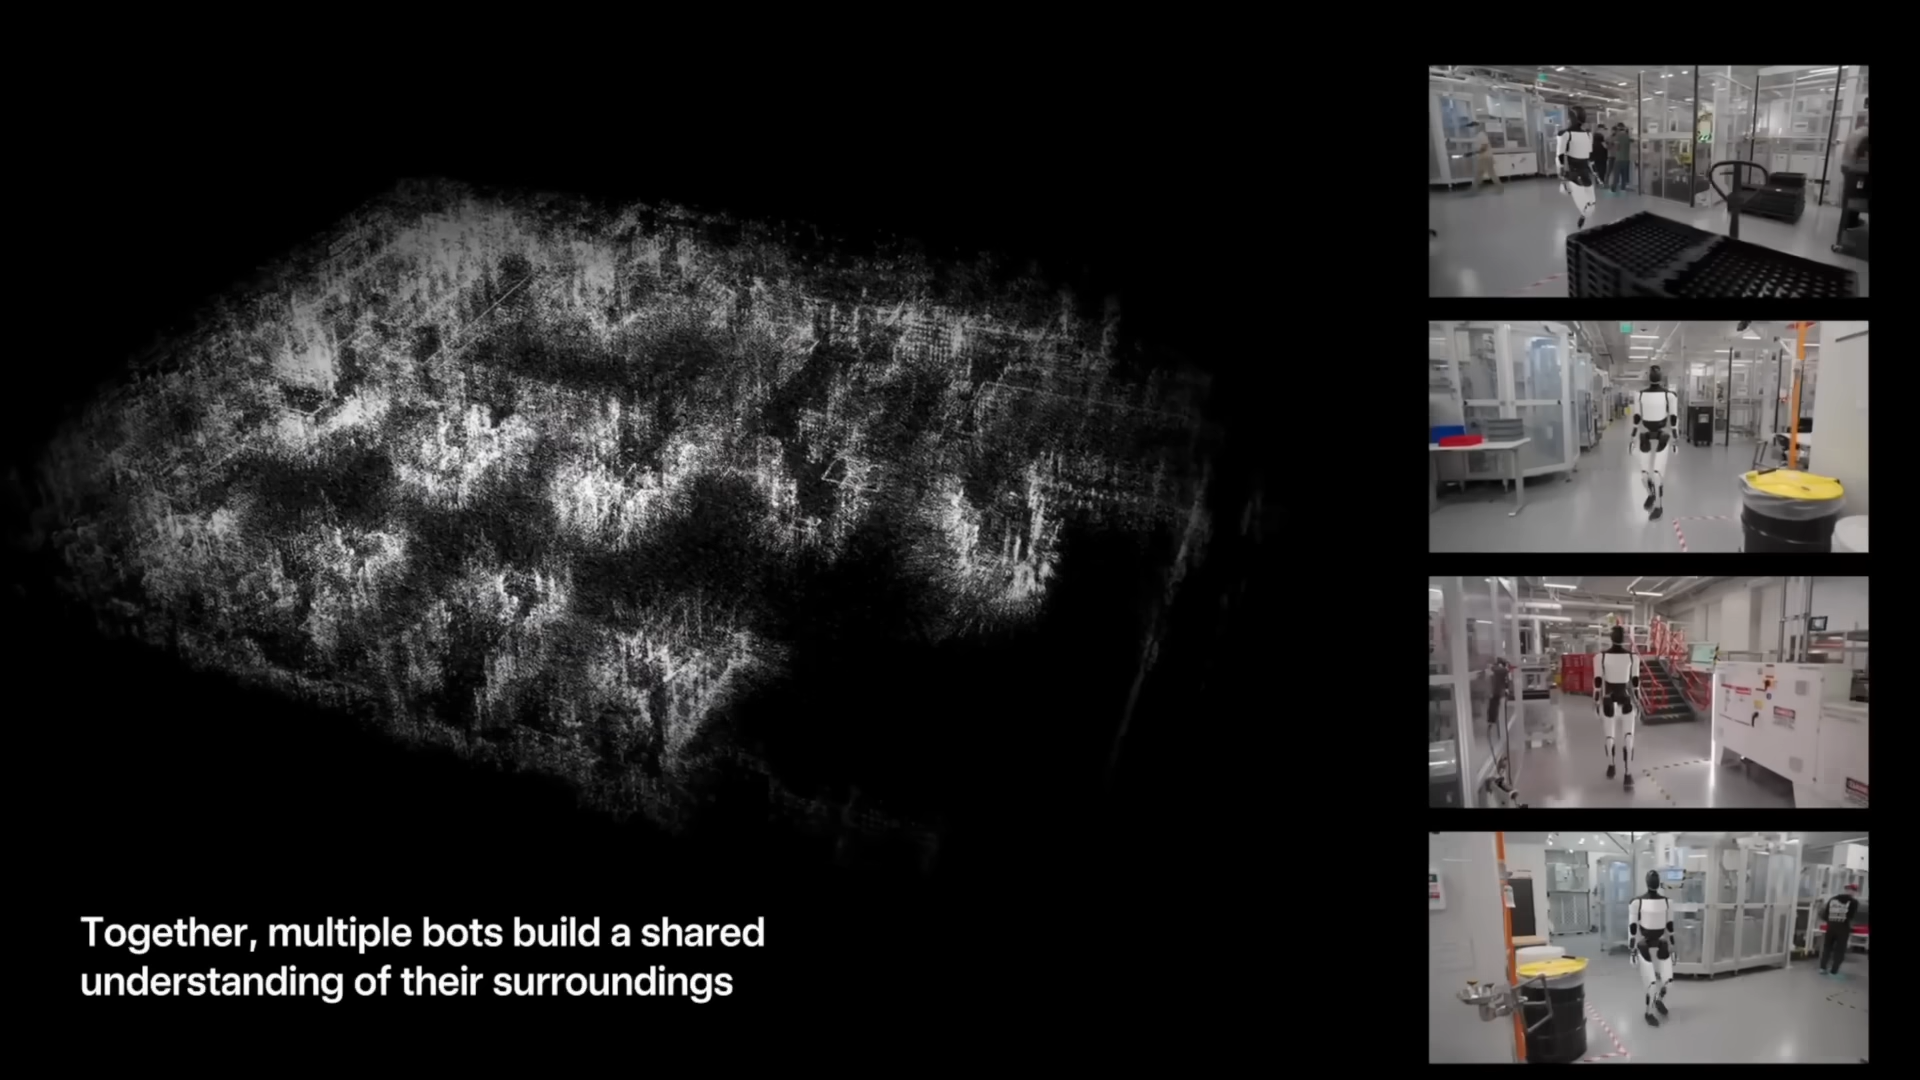 Together, multiple bots build a shared
understanding of their surroundings